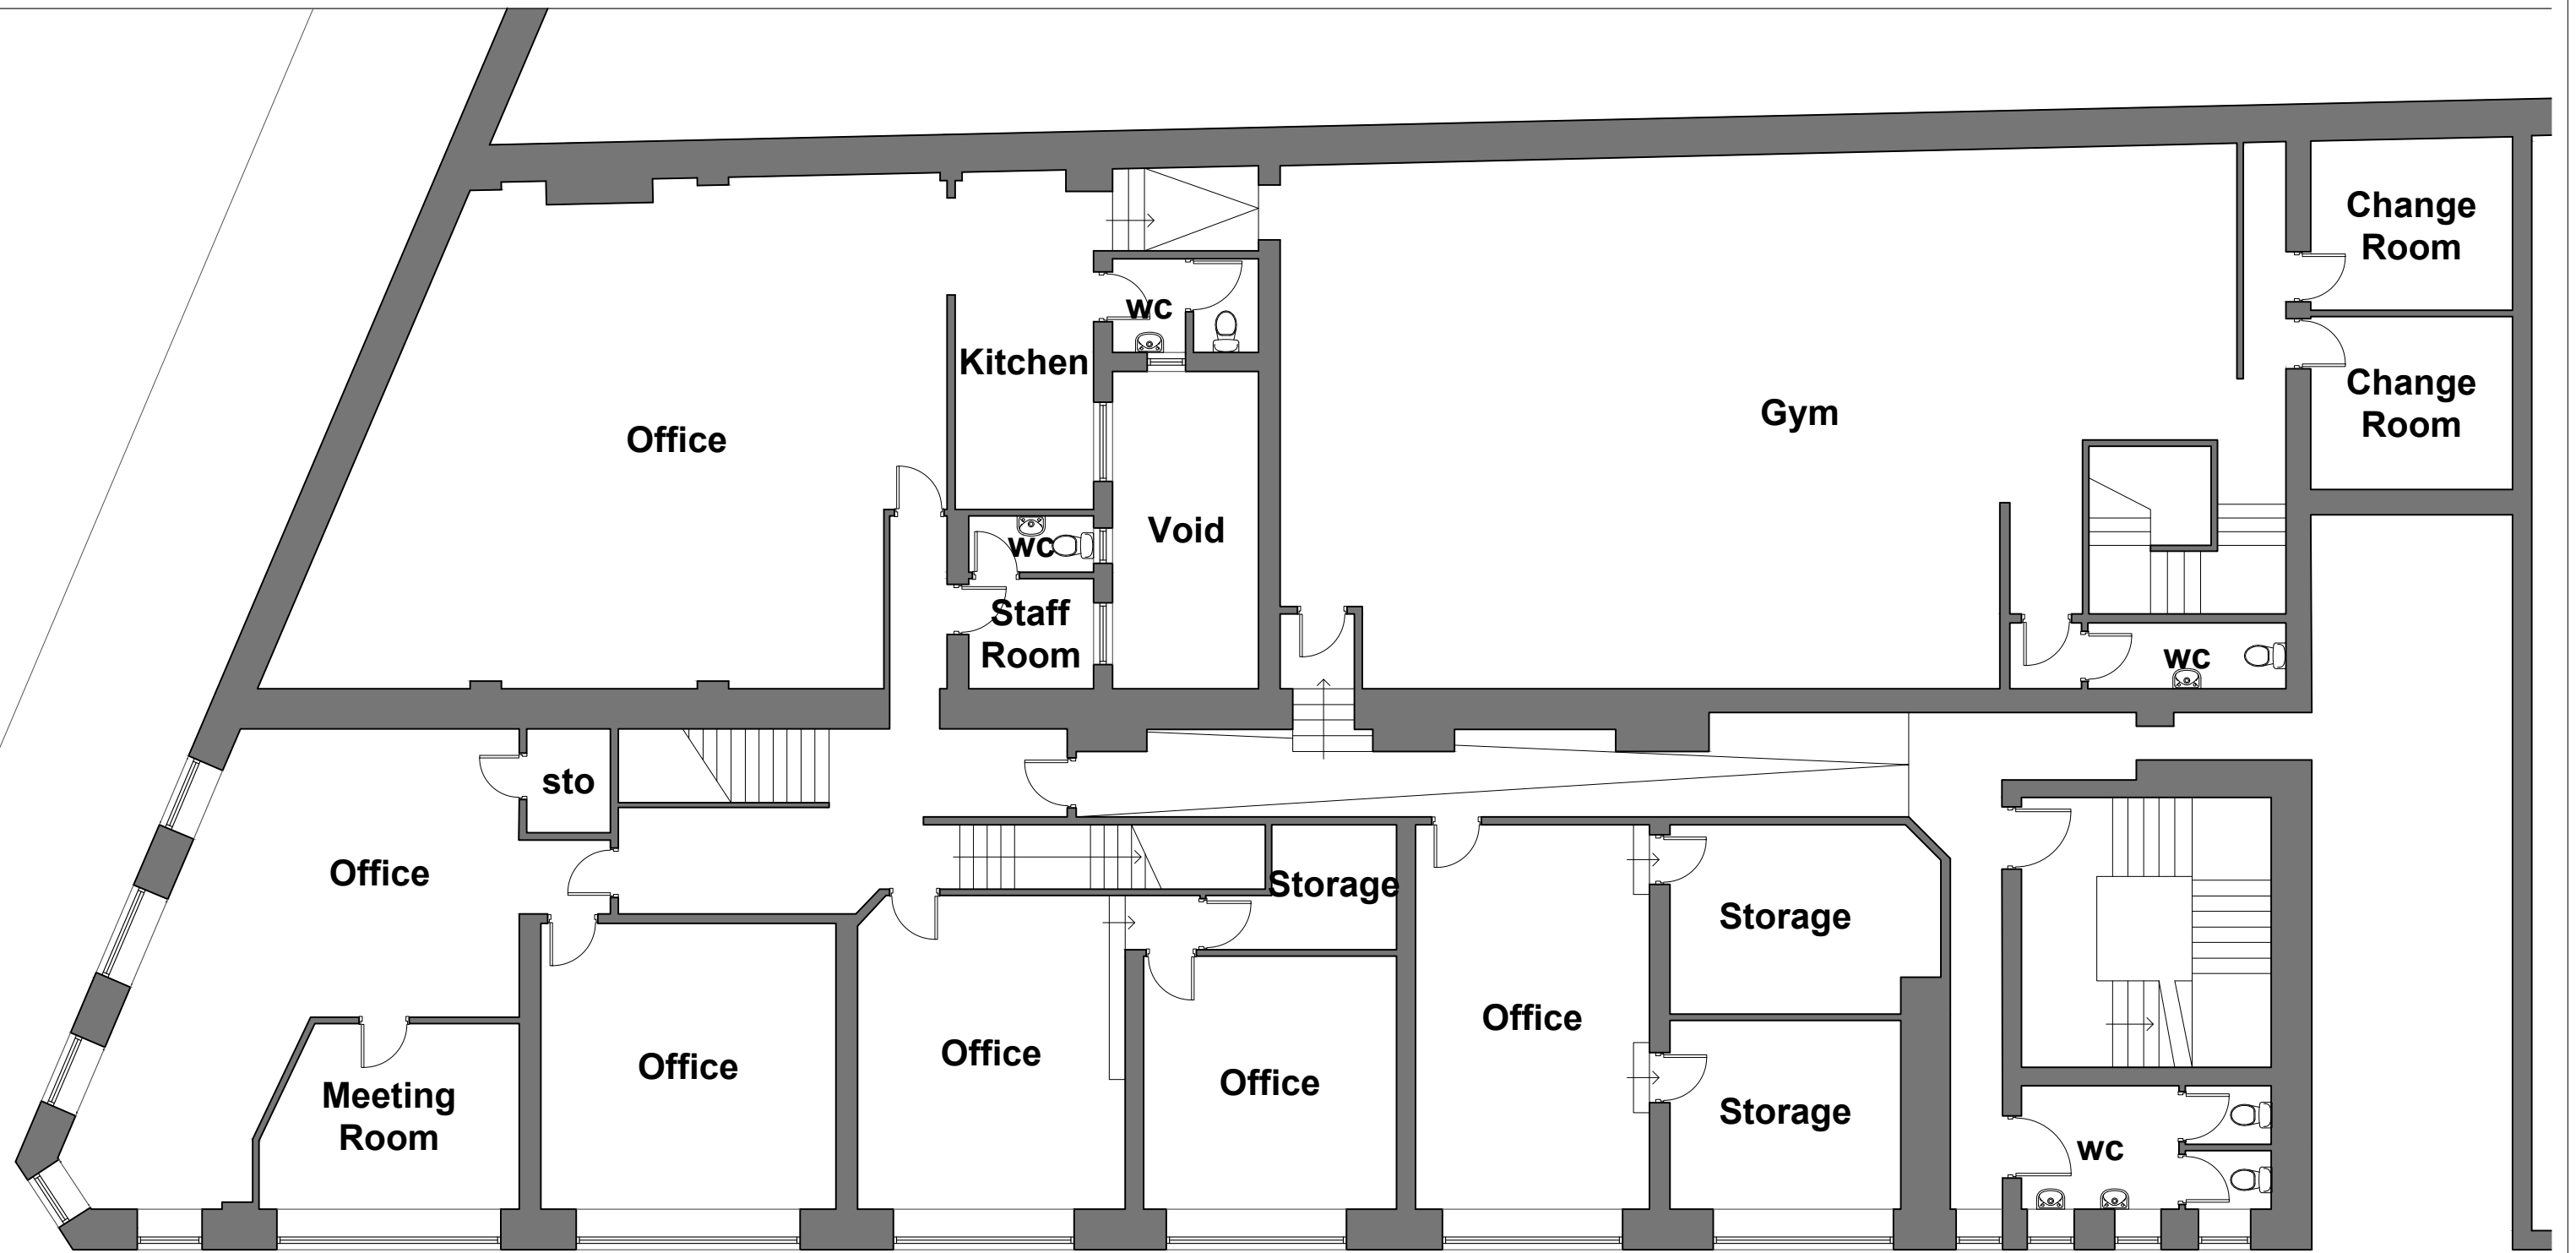 Change
Room
wc
Kitchen
Change
Room
Gym
Office
Void
wc
Staff
Room
wc
sto
Office
Storage
Storage
Office
Office
Office
Office
Meeting
Room
Storage
wc